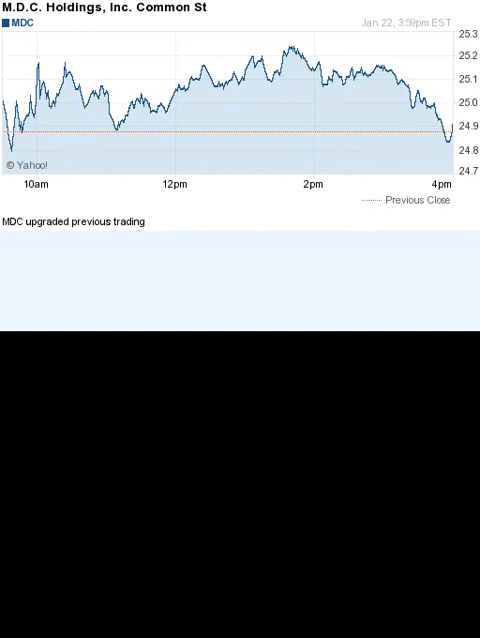 M.D.C. Holdings, Inc. Common St
MDC Jan 22, 3:59pm EST
25.3
25.2
25.1
25.0
24.9
24.8
24.7
© Yahoo!
10am 12pm 2pm 4pm
Previous Close
MDC upgraded previous trading